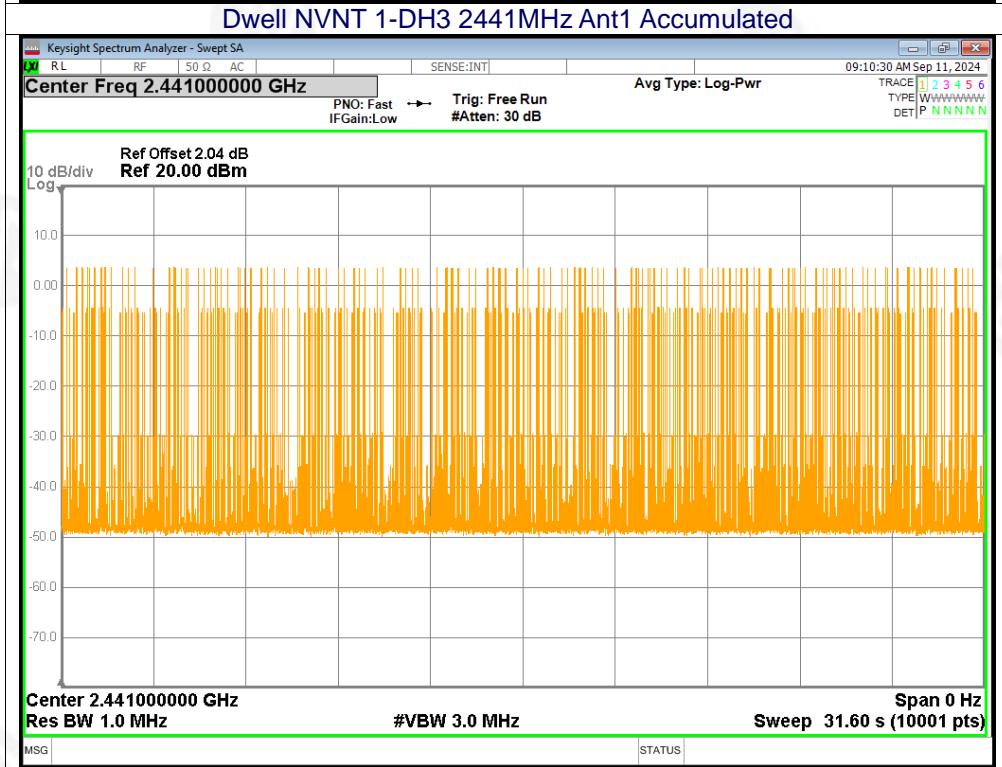 Dwell NVNT 1-DH3 2441MHz Ant1 Accumulated
Keysight Spectrum Analyzer - Swept SA
LXI RL RF 50 Ω AC SENSE:INT 09:10:30 AM Sep 11, 2024
Center Freq 2.441000000 GHz Avg Type: Log-Pwr TRACE 1 2 3 4 5 6
PNO: Fast Trig: Free Run TYPE WWWWWWW
IFGain:Low #Atten: 30 dB DET P N N N N N
Ref Offset 2.04 dB
10 dB/div Ref 20.00 dBm
Log
10.0
0.00
-10.0
-20.0
-30.0
-40.0
-50.0
-60.0
-70.0
Center 2.441000000 GHz Span 0 Hz
Res BW 1.0 MHz #VBW 3.0 MHz Sweep 31.60 s (10001 pts)
MSG STATUS